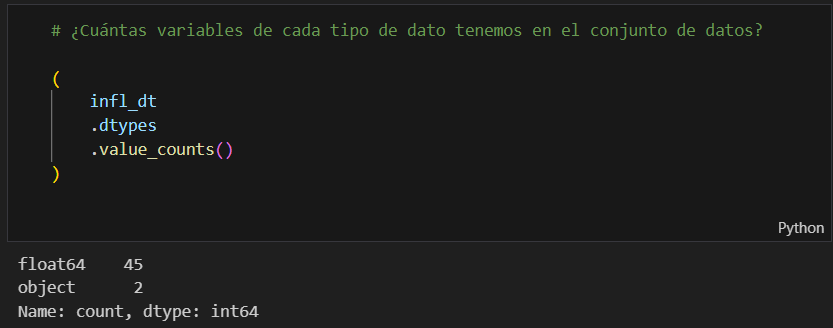 # ¿Cuántas variables de cada tipo de dato tenemos en el conjunto de datos?
(
    infl_dt
    .dtypes
    .value_counts()
)
Python
float64    45
object      2
Name: count, dtype: int64